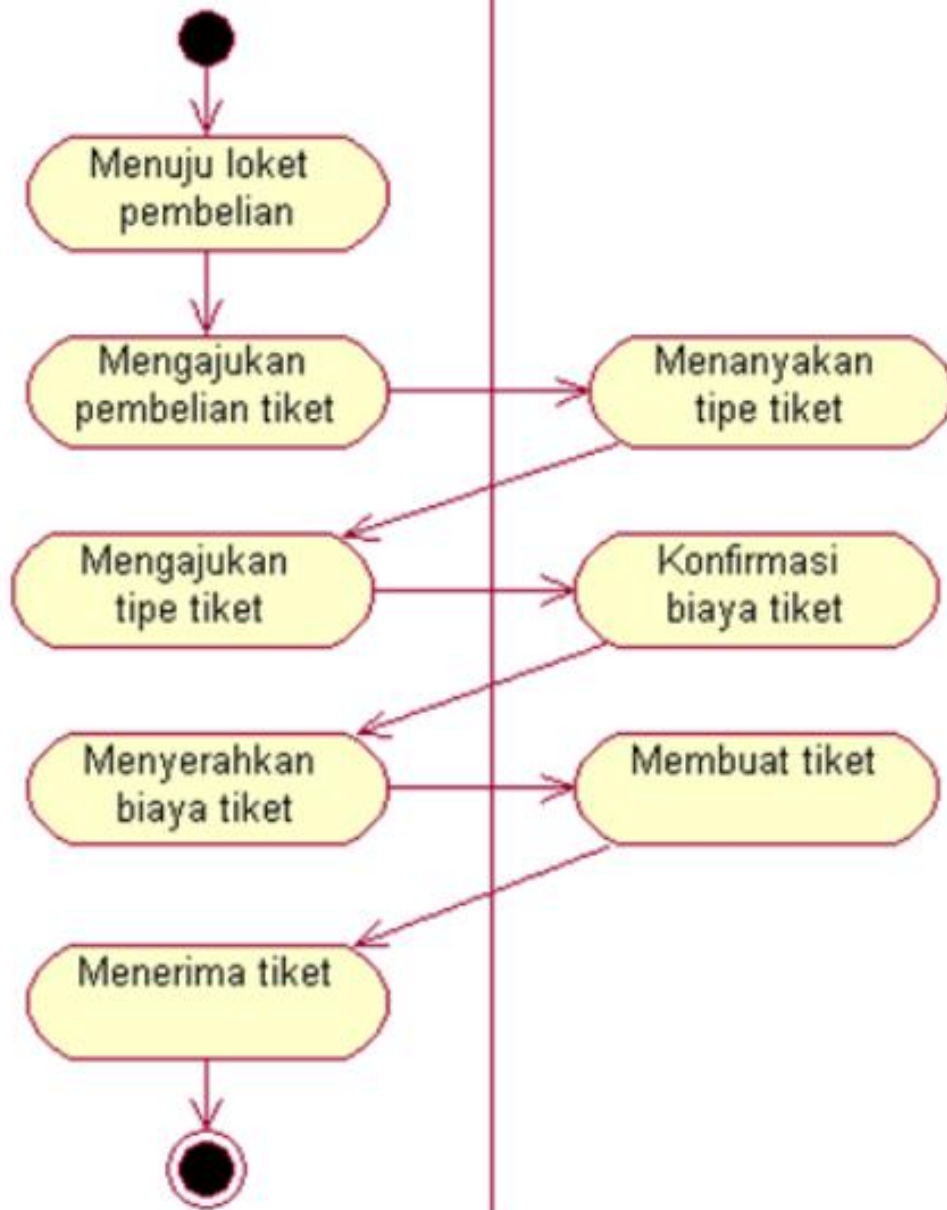 Menuju loket
pembelian
Mengajukan
pembelian tiket
Menanyakan
tipe tiket
Mengajukan
tipe tiket
Konfirmasi
biaya tiket
Menyerahkan
biaya tiket
Membuat tiket
Menerima tiket